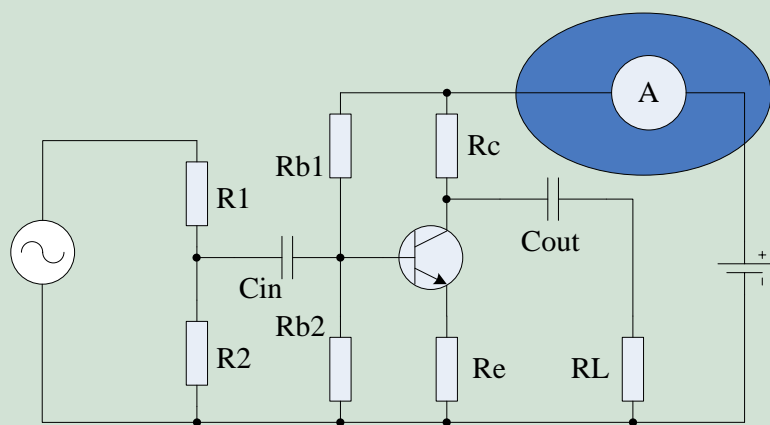 A
Rb1
Rc
R1
Cin
Cout
+
−
Rb2
R2
Re
RL